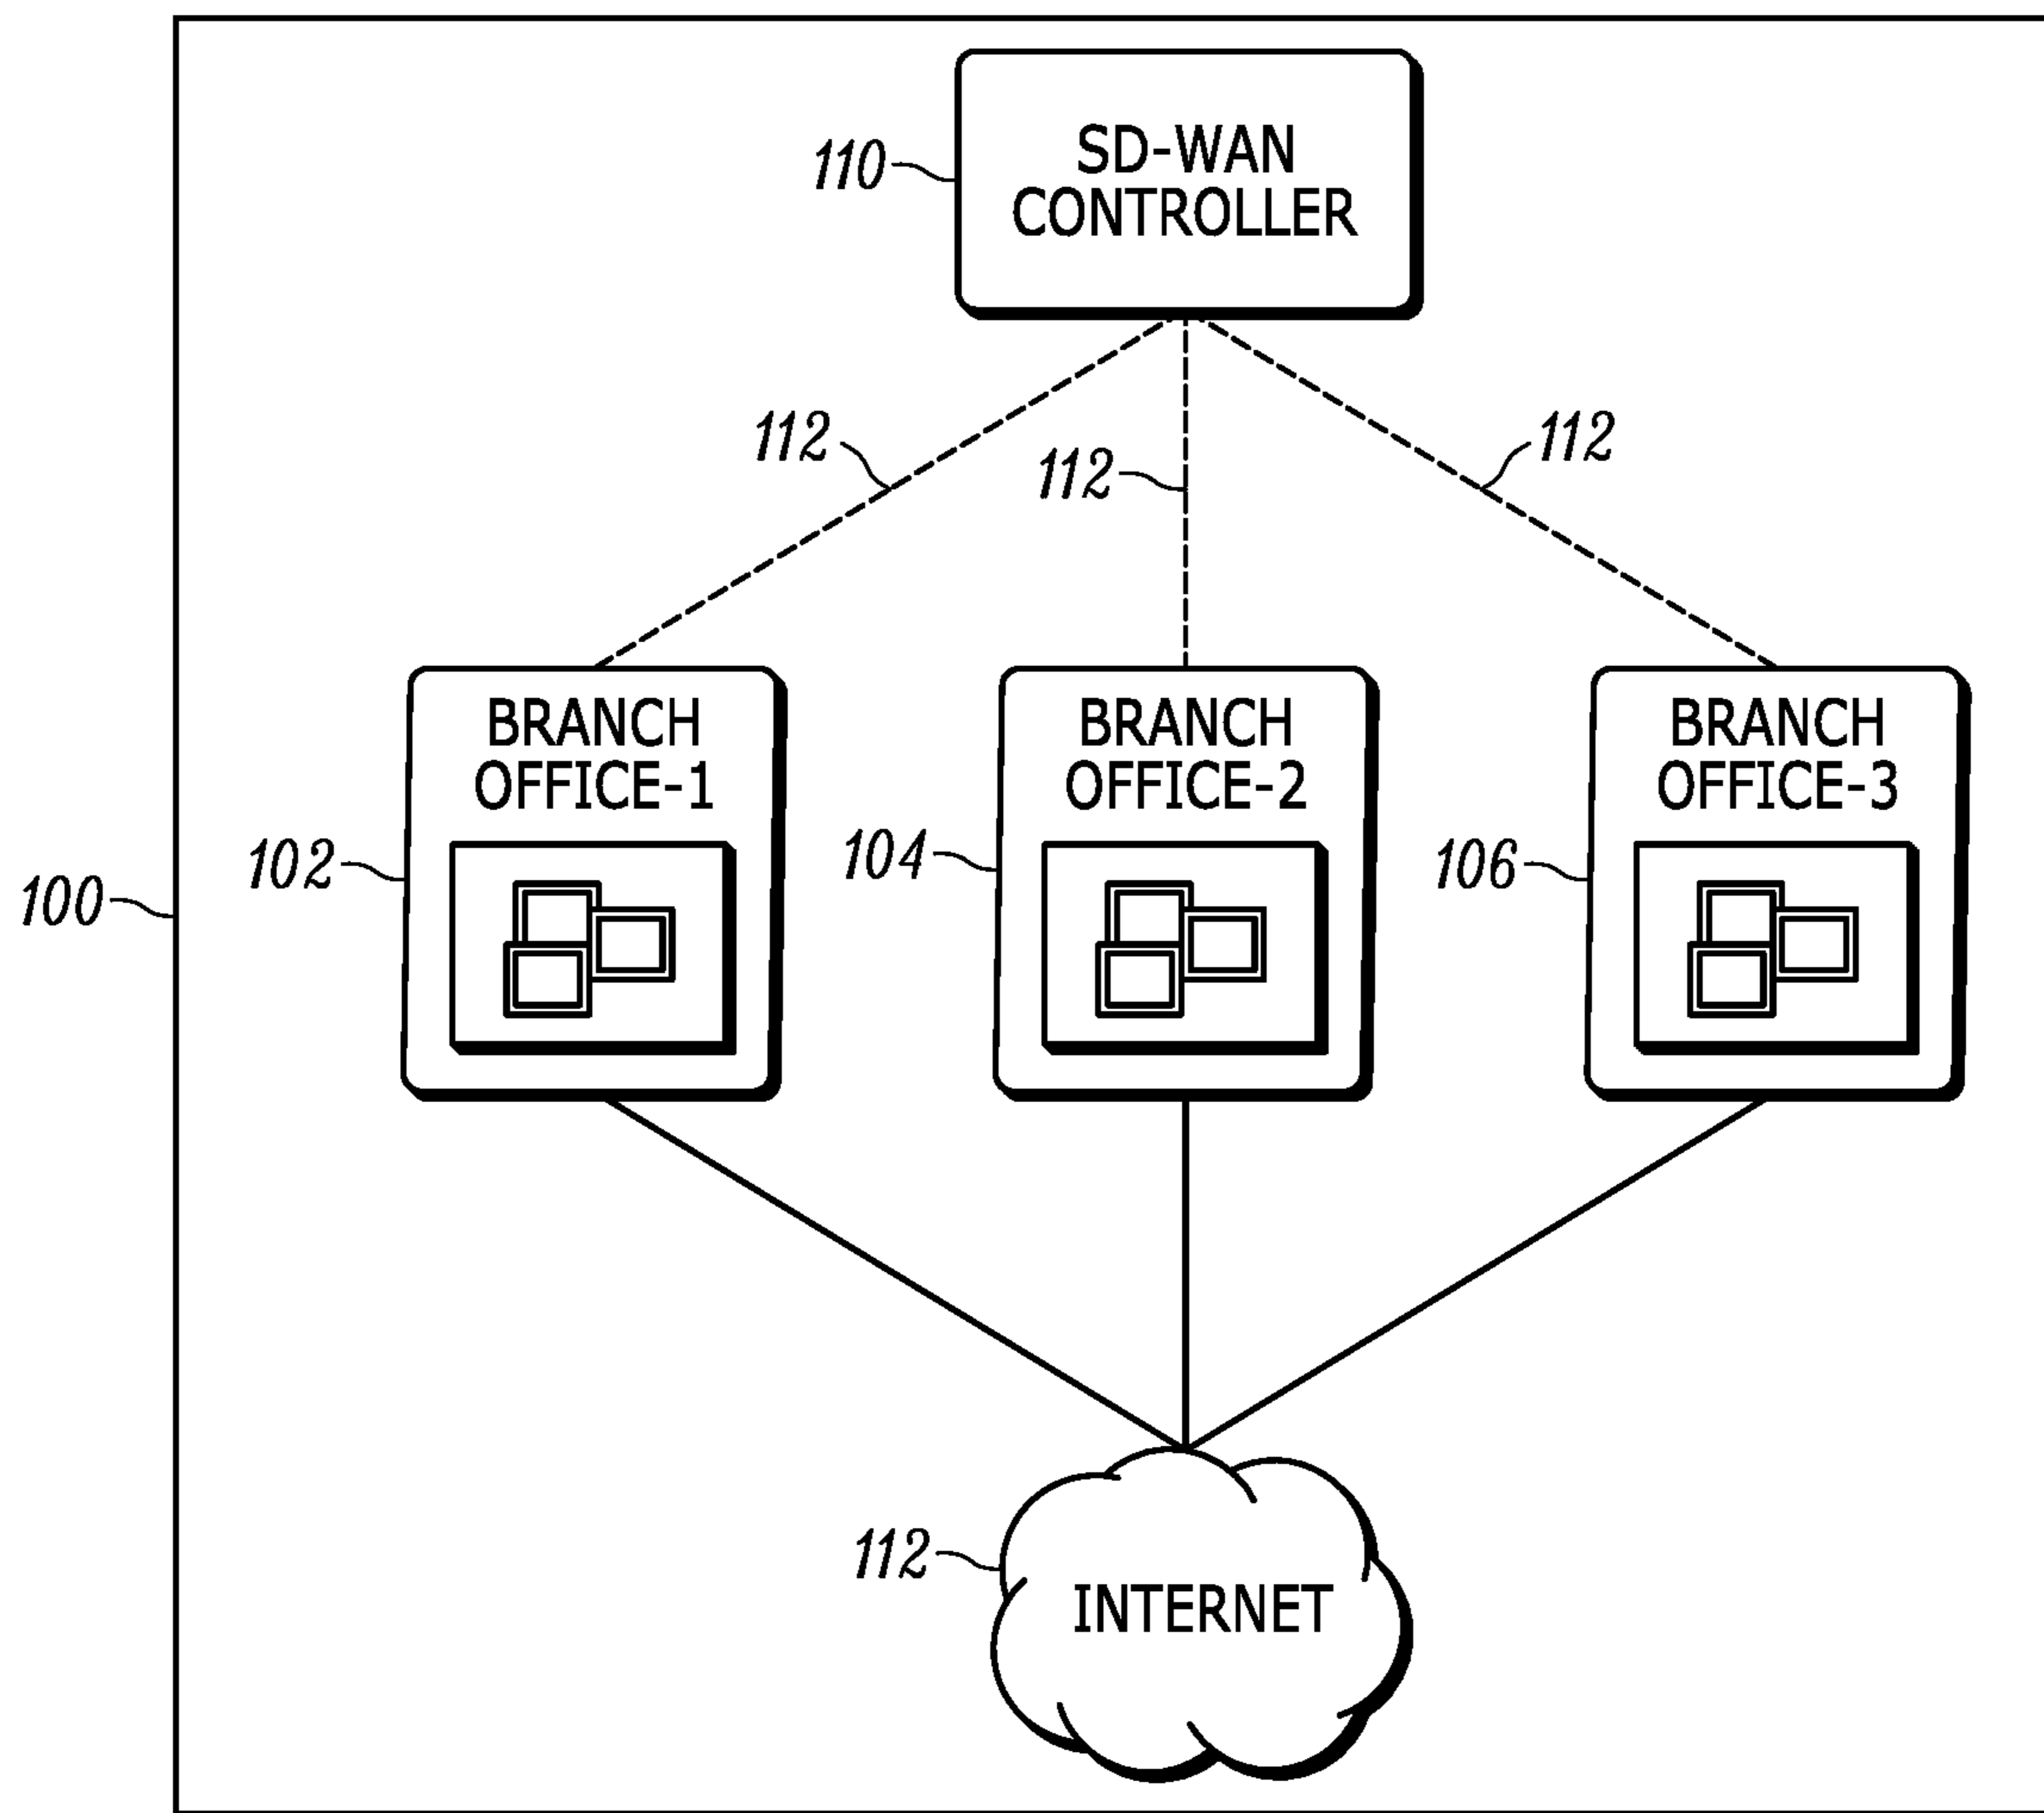 SD-WAN
CONTROLLER
110
112
112
112
BRANCH
OFFICE-1
BRANCH
OFFICE-2
BRANCH
OFFICE-3
102
104
106
100
112
INTERNET